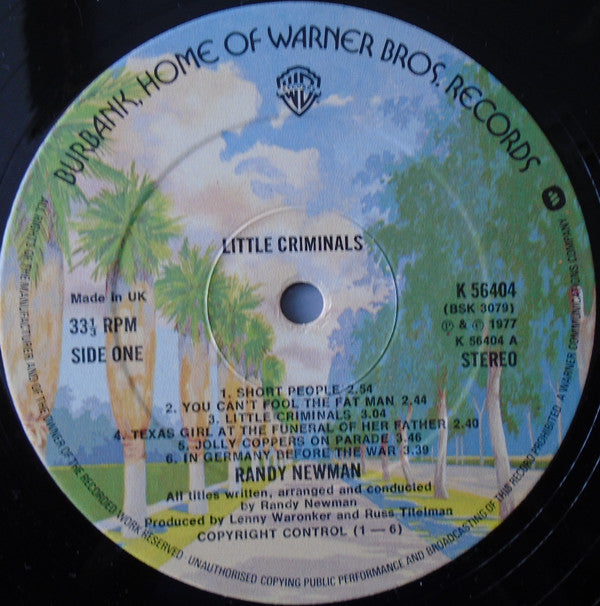 BURBANK, HOME OF WARNER BROS. RECORDS
LITTLE CRIMINALS
Made in UK
33⅓ RPM
SIDE ONE
K 56404
(BSK 3079)
℗ & © 1977
K 56404 A
STEREO
1. SHORT PEOPLE 2.54
2. YOU CAN'T FOOL THE FAT MAN 2.44
3. LITTLE CRIMINALS 3.04
4. TEXAS GIRL AT THE FUNERAL OF HER FATHER 2.40
5. JOLLY COPPERS ON PARADE 3.46
6. IN GERMANY BEFORE THE WAR 3.39
RANDY NEWMAN
All titles written, arranged and conducted
by Randy Newman
Produced by Lenny Waronker and Russ Titelman
COPYRIGHT CONTROL (1 — 6)
ALL RIGHTS OF THE MANUFACTURER AND OF THE OWNER OF THE RECORDED WORK RESERVED UNAUTHORISED COPYING PUBLIC PERFORMANCE AND BROADCASTING OF THIS RECORD PROHIBITED A WARNER COMMUNICATIONS COMPANY